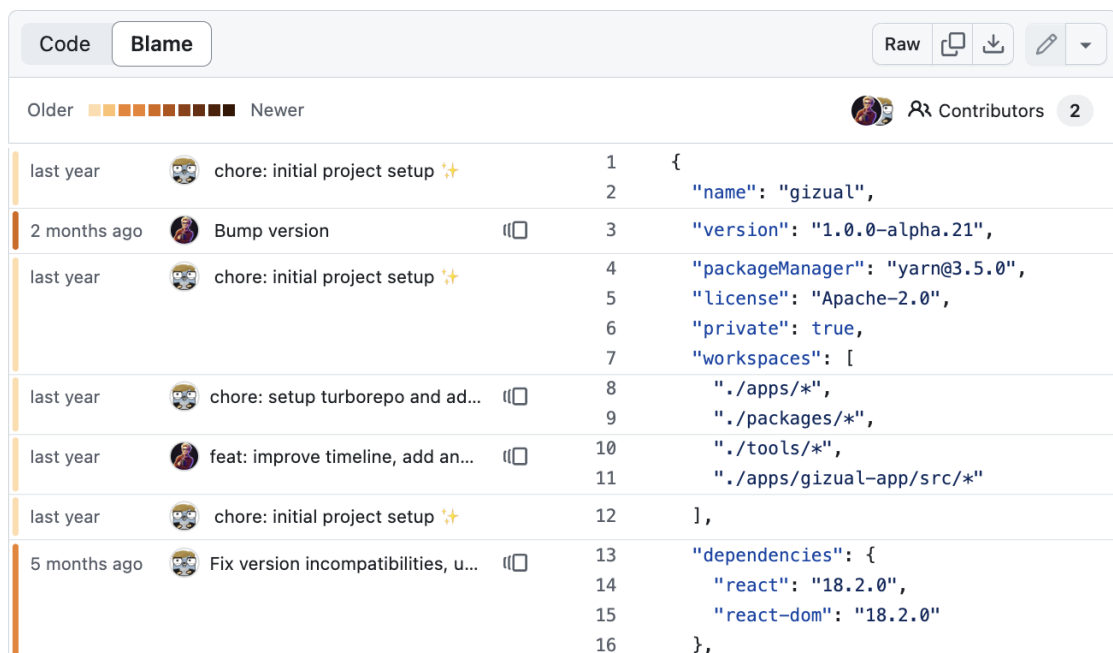 Code Blame Raw
Older Newer Contributors 2
last year chore: initial project setup ✨ 1 {
2 "name": "gizual",
2 months ago Bump version 3 "version": "1.0.0-alpha.21",
last year chore: initial project setup ✨ 4 "packageManager": "yarn@3.5.0",
5 "license": "Apache-2.0",
6 "private": true,
7 "workspaces": [
last year chore: setup turborepo and ad... 8 "./apps/*",
9 "./packages/*",
last year feat: improve timeline, add an... 10 "./tools/*",
11 "./apps/gizual-app/src/*"
last year chore: initial project setup ✨ 12 ],
5 months ago Fix version incompatibilities, u... 13 "dependencies": {
14 "react": "18.2.0",
15 "react-dom": "18.2.0"
16 },